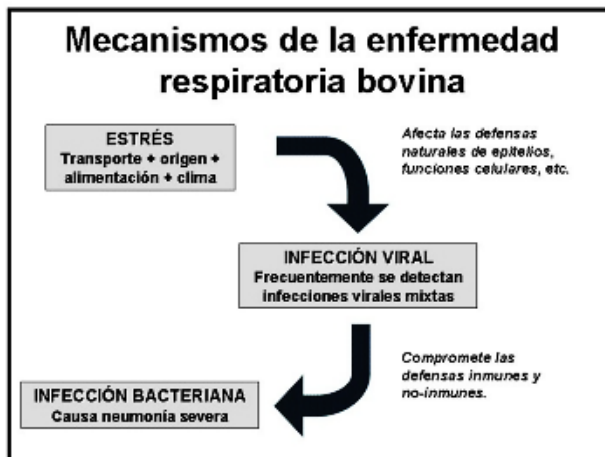 Mecanismos de la enfermedad
respiratoria bovina
ESTRÉS
Transporte + origen +
alimentación + clima
Afecta las defensas
naturales de epitelios,
funciones celulares, etc.
INFECCIÓN VIRAL
Frecuentemente se detectan
infecciones virales mixtas
Compromete las
defensas inmunes y
no-inmunes.
INFECCIÓN BACTERIANA
Causa neumonía severa